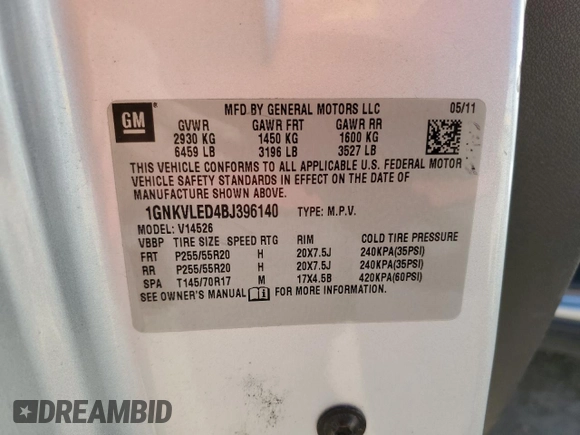 GM
MFD BY GENERAL MOTORS LLC 05/11
GVWR GAWR FRT GAWR RR
2930 KG 1450 KG 1600 KG
6459 LB 3196 LB 3527 LB
THIS VEHICLE CONFORMS TO ALL APPLICABLE U.S. FEDERAL MOTOR
VEHICLE SAFETY STANDARDS IN EFFECT ON THE DATE OF
MANUFACTURE SHOWN ABOVE.
1GNKVLED4BJ396140 TYPE: M.P.V.
MODEL: V14526
VBBP TIRE SIZE SPEED RTG RIM COLD TIRE PRESSURE
FRT P255/55R20 H 20X7.5J 240KPA(35PSI)
RR P255/55R20 H 20X7.5J 240KPA(35PSI)
SPA T145/70R17 M 17X4.5B 420KPA(60PSI)
SEE OWNER'S MANUAL FOR MORE INFORMATION.
DREAMBID